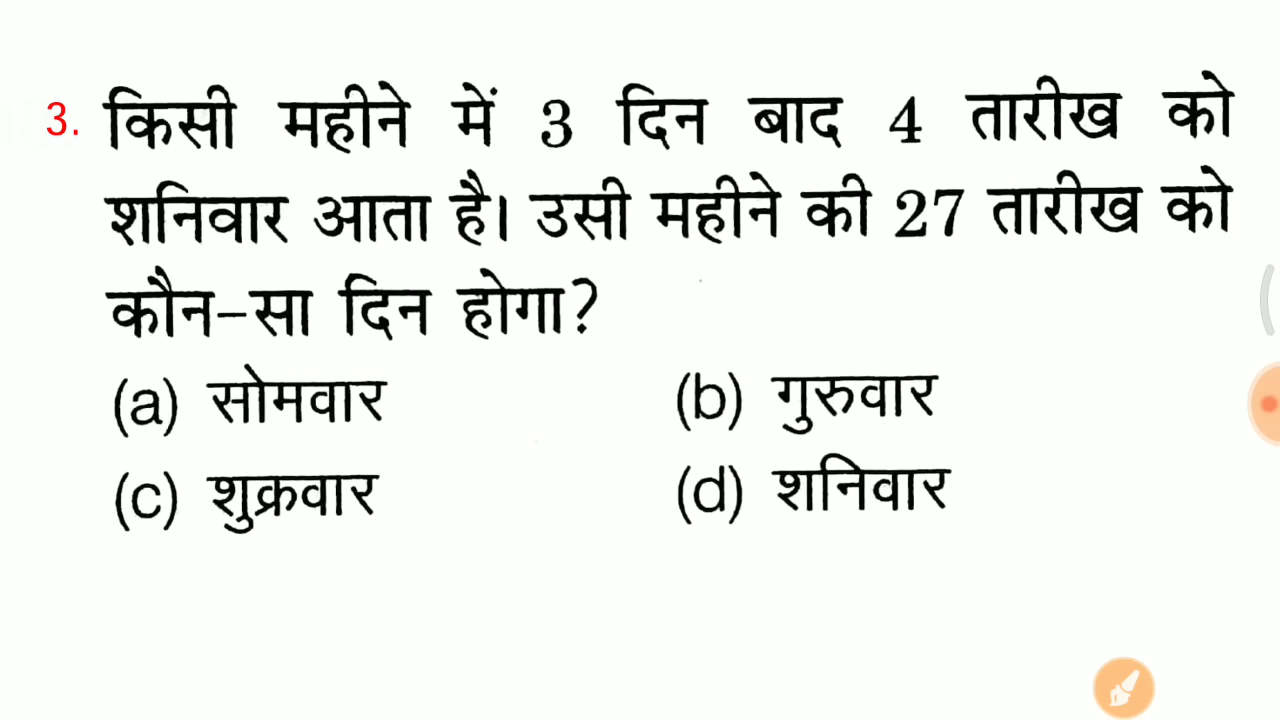 3. किसी महीने में 3 दिन बाद 4 तारीख को
शनिवार आता है। उसी महीने की 27 तारीख को
कौन-सा दिन होगा?
(a) सोमवार (b) गुरुवार
(c) शुक्रवार (d) शनिवार